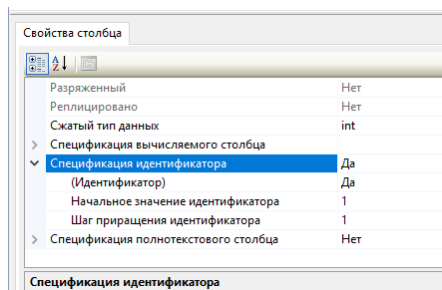 Свойства столбца
Разряженный Нет
Реплицировано Нет
Сжатый тип данных int
Спецификация вычисляемого столбца
Спецификация идентификатора Да
(Идентификатор) Да
Начальное значение идентификатора 1
Шаг приращения идентификатора 1
Спецификация полнотекстового столбца Нет
Спецификация идентификатора